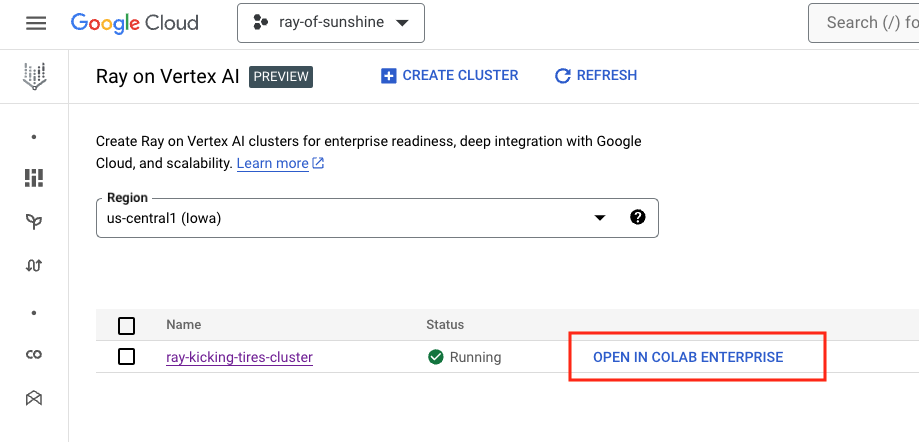 Google Cloud
ray-of-sunshine
Search (/) fo
Ray on Vertex AI PREVIEW
CREATE CLUSTER
REFRESH
Create Ray on Vertex AI clusters for enterprise readiness, deep integration with Google
Cloud, and scalability. Learn more
Region
us-central1 (Iowa)
?
Name Status
ray-kicking-tires-cluster Running OPEN IN COLAB ENTERPRISE